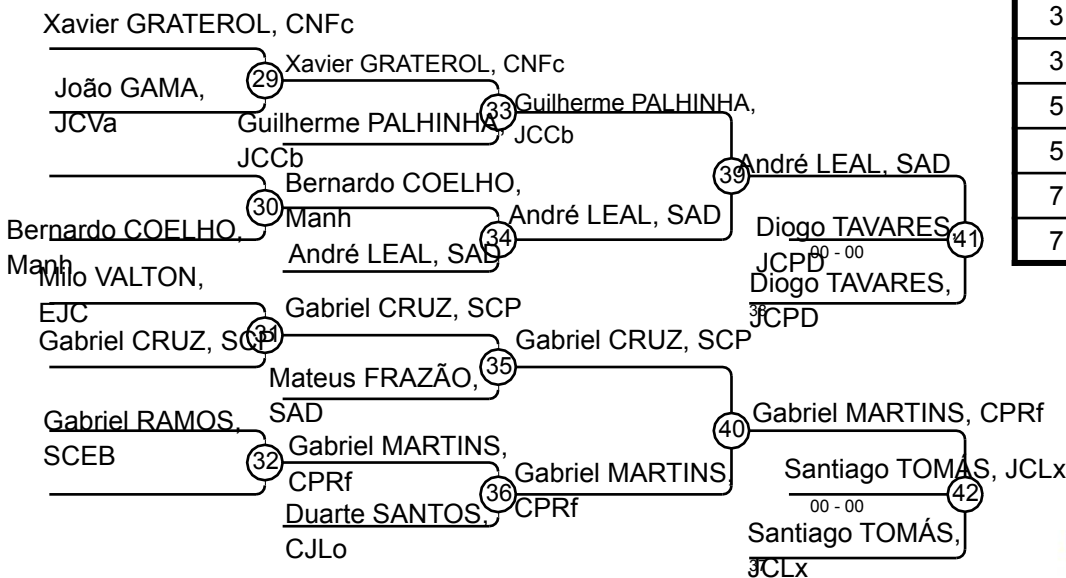 Xavier GRATEROL, CNFc
João GAMA,
JCVa
29
Xavier GRATEROL, CNFc
Guilherme PALHINHA,
JCCb
33
Guilherme PALHINHA,
JCCb
30
Bernardo COELHO,
Manh
Bernardo COELHO,
Manh
André LEAL, SAD
34
André LEAL, SAD
39
André LEAL, SAD
Diogo TAVARES,
JCPD
00 - 00
41
Diogo TAVARES,
JCPD
38
Milo VALTON,
EJC
Gabriel CRUZ, SCP
31
Gabriel CRUZ, SCP
Mateus FRAZÃO,
SAD
35
Gabriel CRUZ, SCP
Gabriel RAMOS,
SCEB
32
Gabriel MARTINS,
CPRf
Duarte SANTOS,
CJLo
36
Gabriel MARTINS,
CPRf
40
Gabriel MARTINS, CPRf
Santiago TOMÁS, JCLx
00 - 00
42
Santiago TOMÁS,
JCLx
37
3
3
5
5
7
7